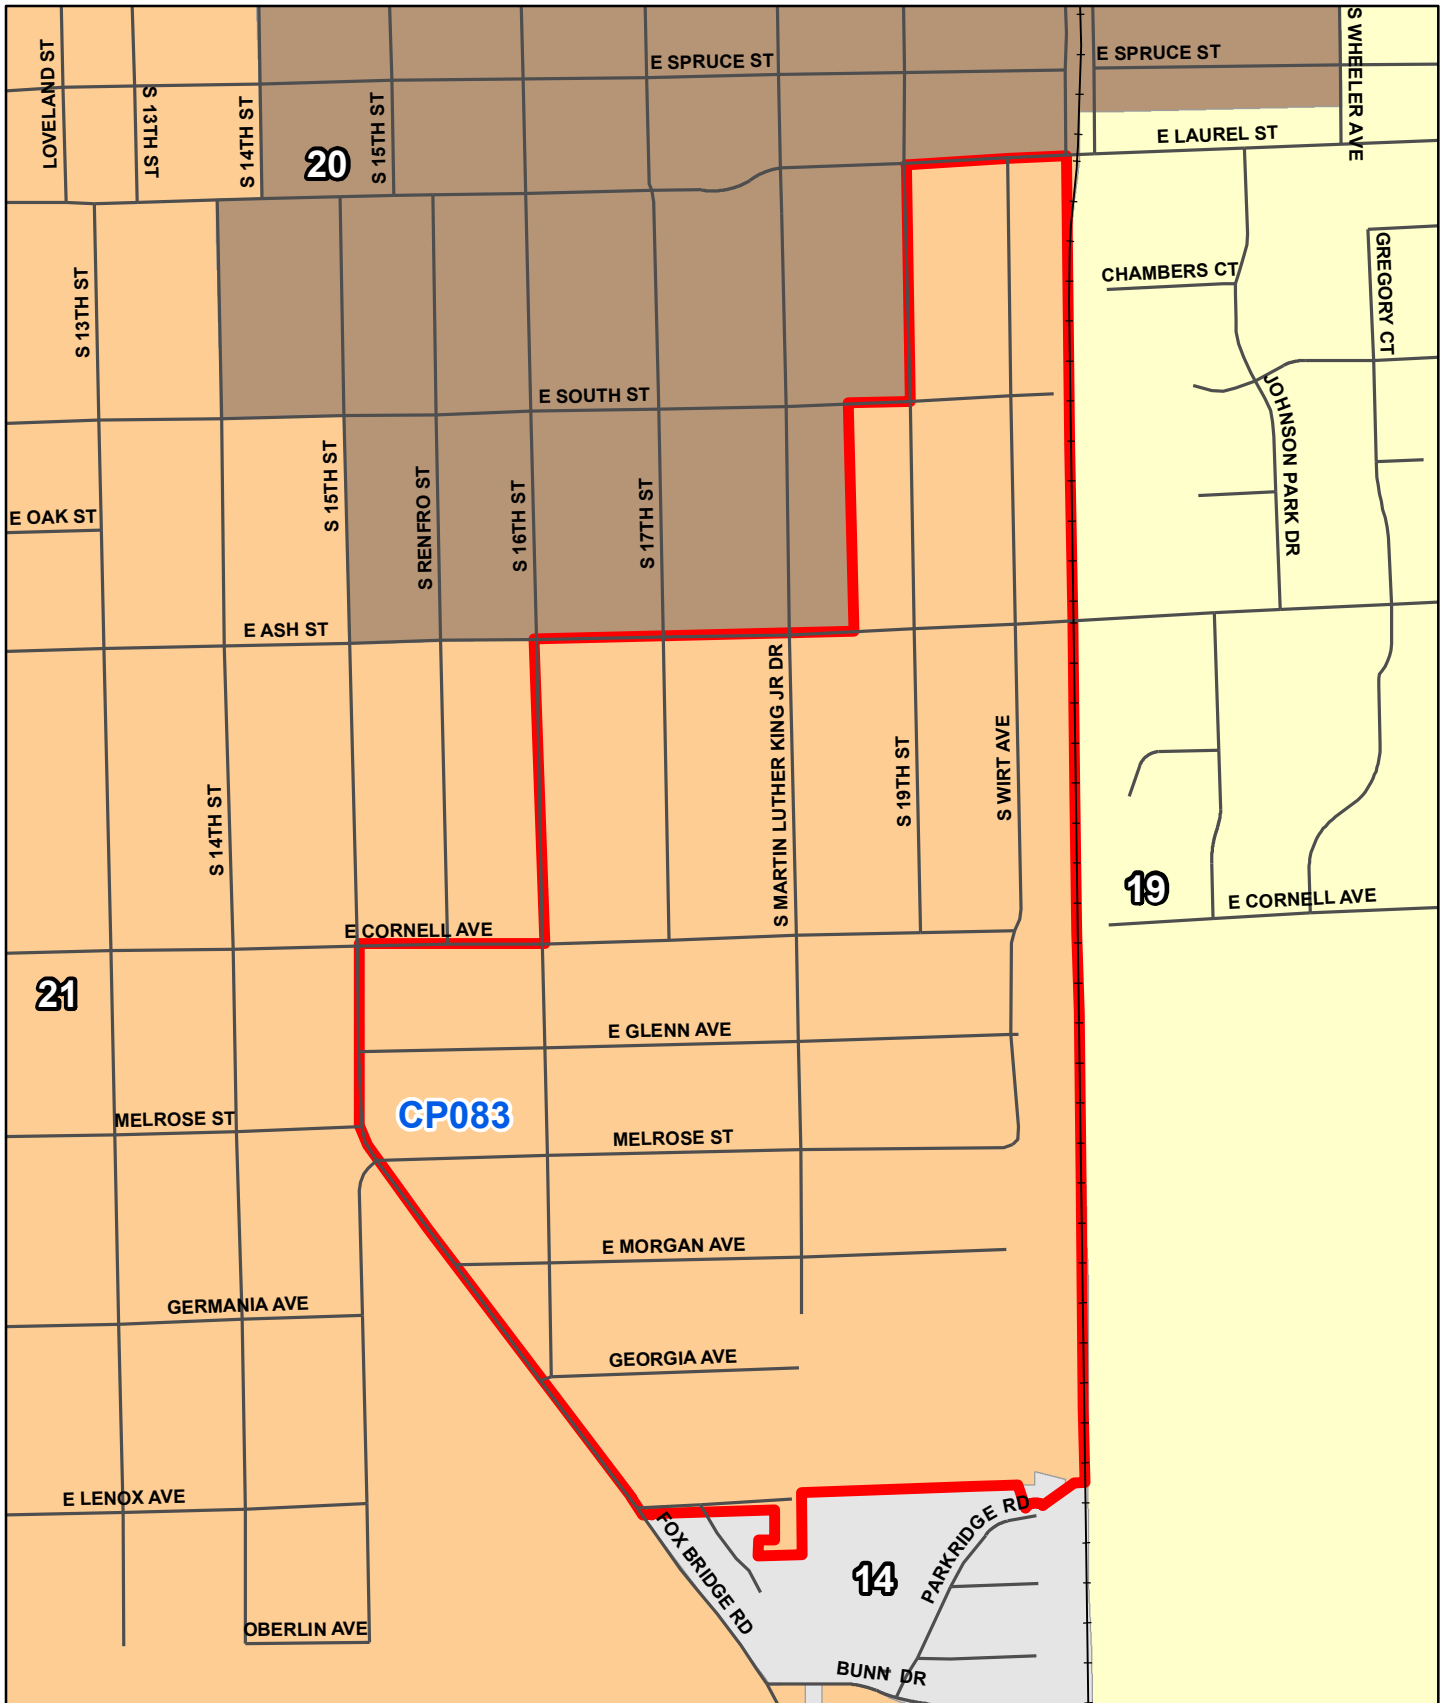 E SPRUCE ST
E SPRUCE ST
S WHEELER AVE
LOVELAND ST
S 13TH ST
S 14TH ST
S 15TH ST
20
E LAUREL ST
S 13TH ST
CHAMBERS CT
GREGORY CT
E SOUTH ST
JOHNSON PARK DR
E OAK ST
S 15TH ST
S RENFRO ST
S 16TH ST
S 17TH ST
E ASH ST
S 14TH ST
S MARTIN LUTHER KING JR DR
S 19TH ST
S WIRT AVE
19
E CORNELL AVE
E CORNELL AVE
21
E GLENN AVE
CP083
MELROSE ST
MELROSE ST
E MORGAN AVE
GERMANIA AVE
GEORGIA AVE
E LENOX AVE
FOX BRIDGE RD
PARKRIDGE RD
14
OBERLIN AVE
BUNN DR